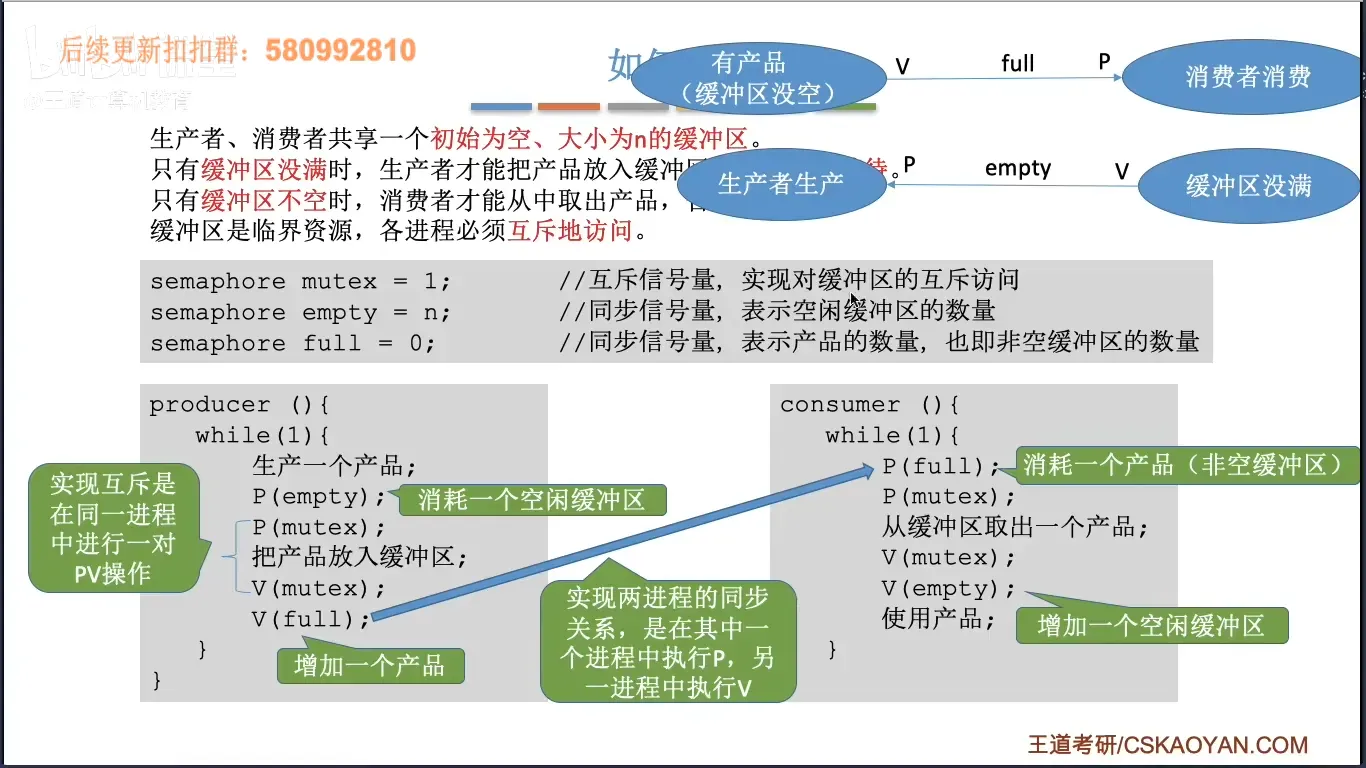 后续更新扣扣群：580992810
@王道计算机教育
如
有产品
（缓冲区没空）
V full P
消费者消费
生产者、消费者共享一个初始为空、大小为n的缓冲区。
只有缓冲区没满时，生产者才能把产品放入缓冲区
待。
生产者生产
P empty V
缓冲区没满
只有缓冲区不空时，消费者才能从中取出产品，
缓冲区是临界资源，各进程必须互斥地访问。
semaphore mutex = 1; //互斥信号量，实现对缓冲区的互斥访问
semaphore empty = n; //同步信号量，表示空闲缓冲区的数量
semaphore full = 0; //同步信号量，表示产品的数量，也即非空缓冲区的数量
producer (){
while(1){
生产一个产品;
P(empty);
P(mutex);
把产品放入缓冲区;
V(mutex);
V(full);
}
}
实现互斥是
在同一进程
中进行一对
PV操作
消耗一个空闲缓冲区
增加一个产品
实现两进程的同步
关系，是在其中一
个进程中执行P，另
一进程中执行V
consumer (){
while(1){
P(full);
P(mutex);
从缓冲区取出一个产品;
V(mutex);
V(empty);
使用产品;
}
消耗一个产品（非空缓冲区）
增加一个空闲缓冲区
王道考研/CSKAOYAN.COM